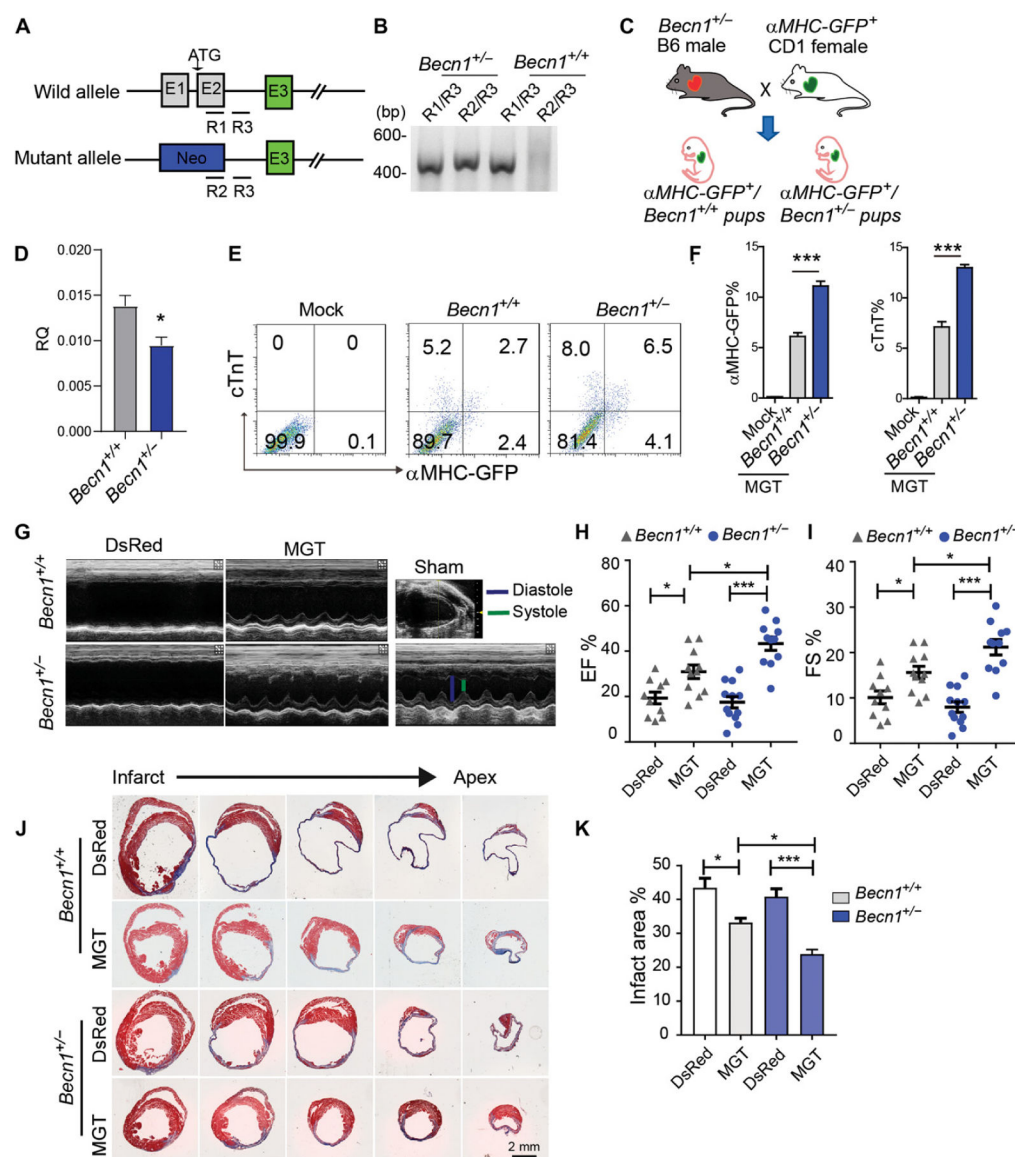 A
ATG
Wild allele
E1
E2
E3
R1
R3
Mutant allele
Neo
E3
R2
R3
B
Becn1+/−
Becn1+/+
R1/R3
R2/R3
R1/R3
R2/R3
(bp)
600-
400-
C
Becn1+/−
B6 male
αMHC-GFP+
CD1 female
X
αMHC-GFP+/
Becn1+/+ pups
αMHC-GFP+/
Becn1+/− pups
D
RQ
0.020
0.015
0.010
0.005
0.000
*
Becn1+/+
Becn1+/−
E
Mock
Becn1+/+
Becn1+/−
cTnT
0
0
99.9
0.1
5.2
2.7
89.7
2.4
8.0
6.5
81.4
4.1
αMHC-GFP
F
αMHC-GFP%
15
10
5
0
***
Mock
Becn1+/+
Becn1+/−
MGT
cTnT%
15
10
5
0
***
Mock
Becn1+/+
Becn1+/−
MGT
G
DsRed
MGT
Becn1+/+
Becn1+/−
Sham
Diastole
Systole
H
Becn1+/+
Becn1+/−
EF %
80
60
40
20
0
*
*
***
DsRed
MGT
DsRed
MGT
I
Becn1+/+
Becn1+/−
FS %
40
30
20
10
0
*
*
***
DsRed
MGT
DsRed
MGT
J
Infarct
Apex
Becn1+/+
DsRed
MGT
Becn1+/−
DsRed
MGT
2 mm
K
Infact area %
50
40
30
20
10
0
*
*
***
DsRed
MGT
DsRed
MGT
Becn1+/+
Becn1+/−